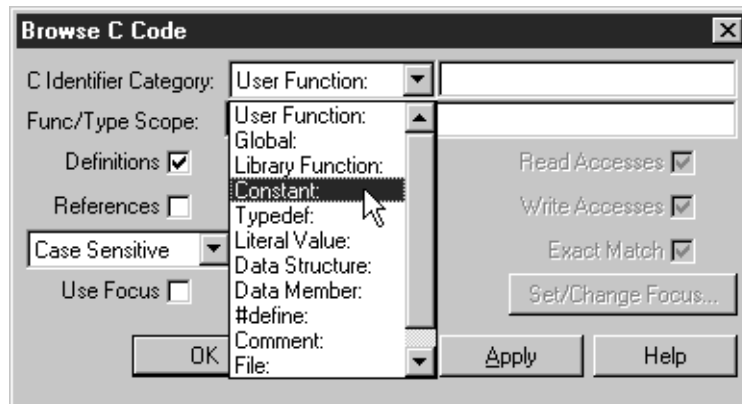 Browse C Code
C Identifier Category: User Function:
Func/Type Scope:
User Function:
Global:
Library Function:
Constant:
Typedef:
Literal Value:
Data Structure:
Data Member:
#define:
Comment:
File:
Definitions
Read Accesses
References
Write Accesses
Case Sensitive
Exact Match
Use Focus
Set/Change Focus...
OK
Apply
Help